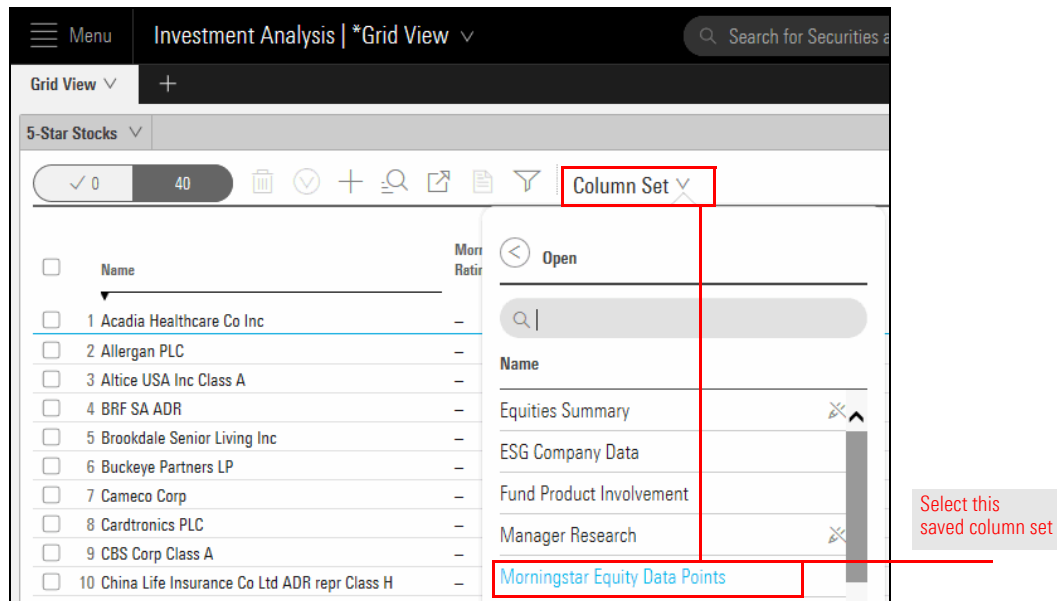 Menu
Investment Analysis | *Grid View
Search for Securities a
Grid View
5-Star Stocks
0
40
Column Set
Name
Morn
Ratin
Open
Name
1 Acadia Healthcare Co Inc –
2 Allergan PLC –
3 Altice USA Inc Class A –
4 BRF SA ADR –
5 Brookdale Senior Living Inc –
6 Buckeye Partners LP –
7 Cameco Corp –
8 Cardtronics PLC –
9 CBS Corp Class A –
10 China Life Insurance Co Ltd ADR repr Class H –
Equities Summary
ESG Company Data
Fund Product Involvement
Manager Research
Morningstar Equity Data Points
Select this
saved column set